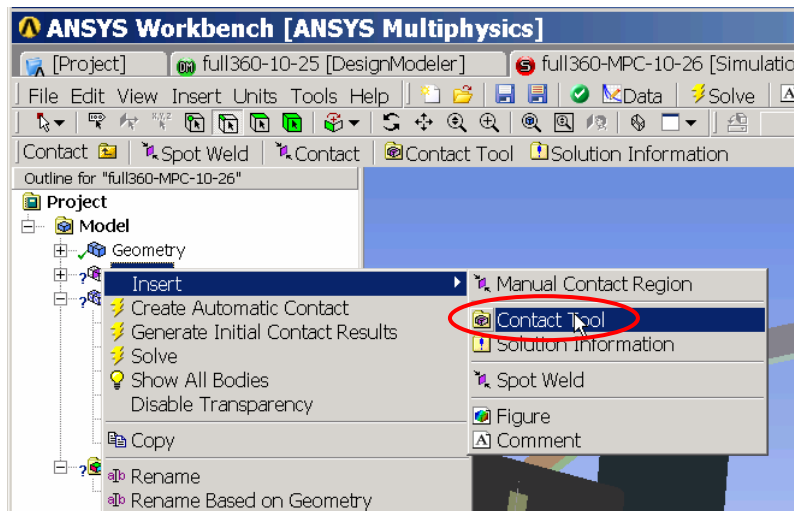 ANSYS Workbench [ANSYS Multiphysics]
[Project] full360-10-25 [DesignModeler] full360-MPC-10-26 [Simulatio
File Edit View Insert Units Tools Help Data Solve A
Contact Spot Weld Contact Contact Tool Solution Information
Outline for "full360-MPC-10-26"
Project
Model
Geometry
Insert
Create Automatic Contact
Generate Initial Contact Results
Solve
Show All Bodies
Disable Transparency
Copy
Rename
Rename Based on Geometry
Manual Contact Region
Contact Tool
Solution Information
Spot Weld
Figure
Comment